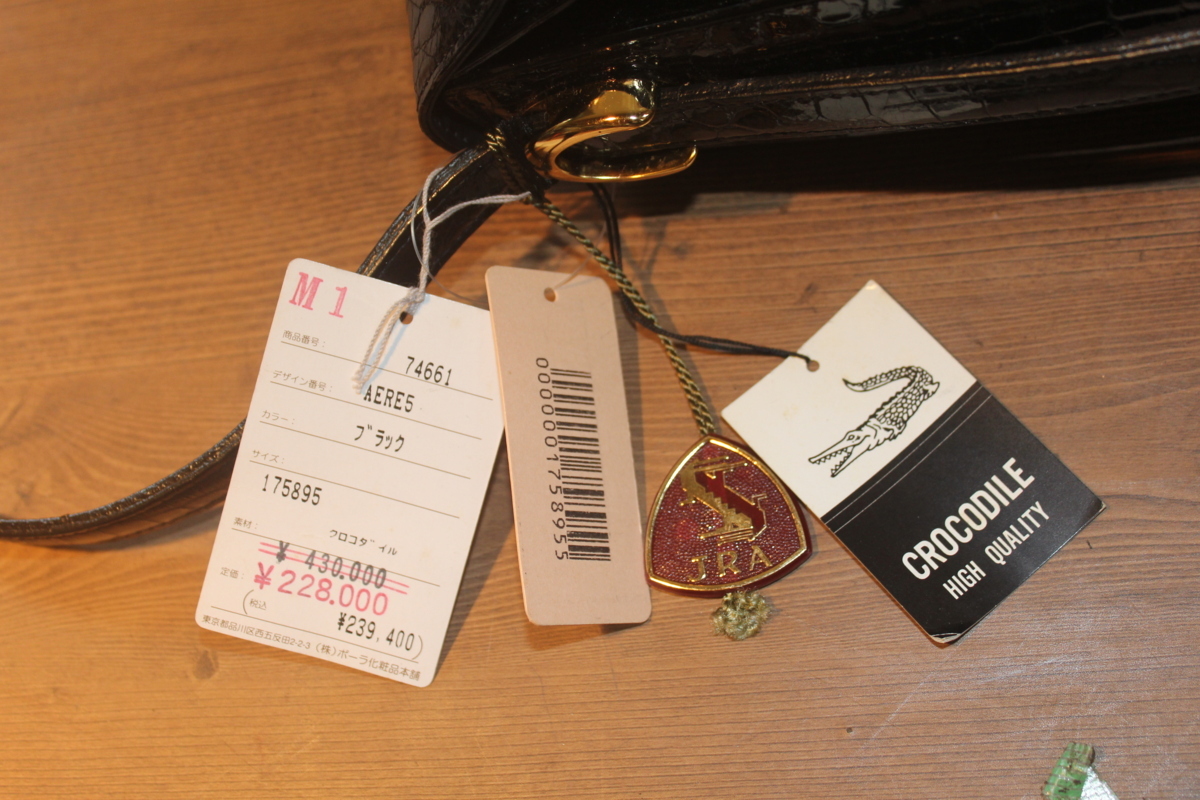 M1
商品番号:
74661
デザイン番号:
AERE5
カラー:
ブラック
サイズ:
175895
素材:
クロコダイル
¥ 430.000
定価:
¥228.000
(税込
¥239,400)
東京都品川区西五反田2-2-3 (株)ポーラ化粧品本舗
0000001758955
JRA
CROCODILE
HIGH QUALITY